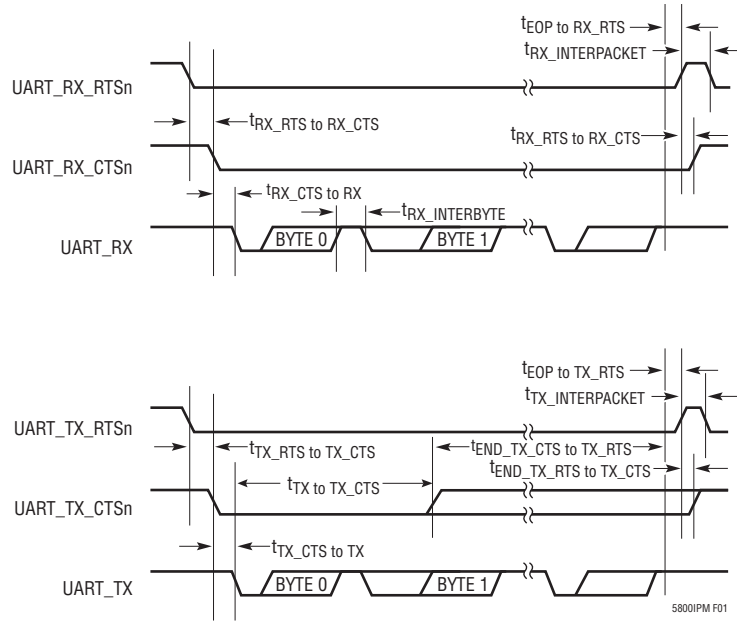 tEOP to RX_RTS
tRX_INTERPACKET
UART_RX_RTSn
tRX_RTS to RX_CTS
tRX_RTS to RX_CTS
UART_RX_CTSn
tRX_CTS to RX
tRX_INTERBYTE
BYTE 0
BYTE 1
UART_RX
tEOP to TX_RTS
tTX_INTERPACKET
UART_TX_RTSn
tTX_RTS to TX_CTS
tEND_TX_CTS to TX_RTS
tEND_TX_RTS to TX_CTS
tTX to TX_CTS
UART_TX_CTSn
tTX_CTS to TX
BYTE 0
BYTE 1
UART_TX
5800IPM F01